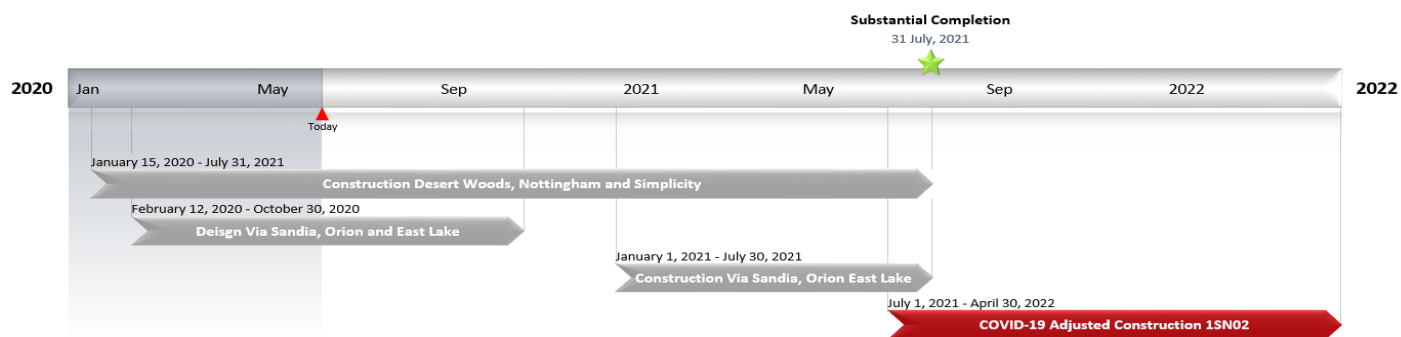 Substantial Completion
31 July, 2021
2020 Jan May Sep 2021 May Sep 2022 2022
Today
January 15, 2020 - July 31, 2021
Construction Desert Woods, Nottingham and Simplicity
February 12, 2020 - October 30, 2020
Deisgn Via Sandia, Orion and East Lake
January 1, 2021 - July 30, 2021
Construction Via Sandia, Orion East Lake
July 1, 2021 - April 30, 2022
COVID-19 Adjusted Construction 1SN02